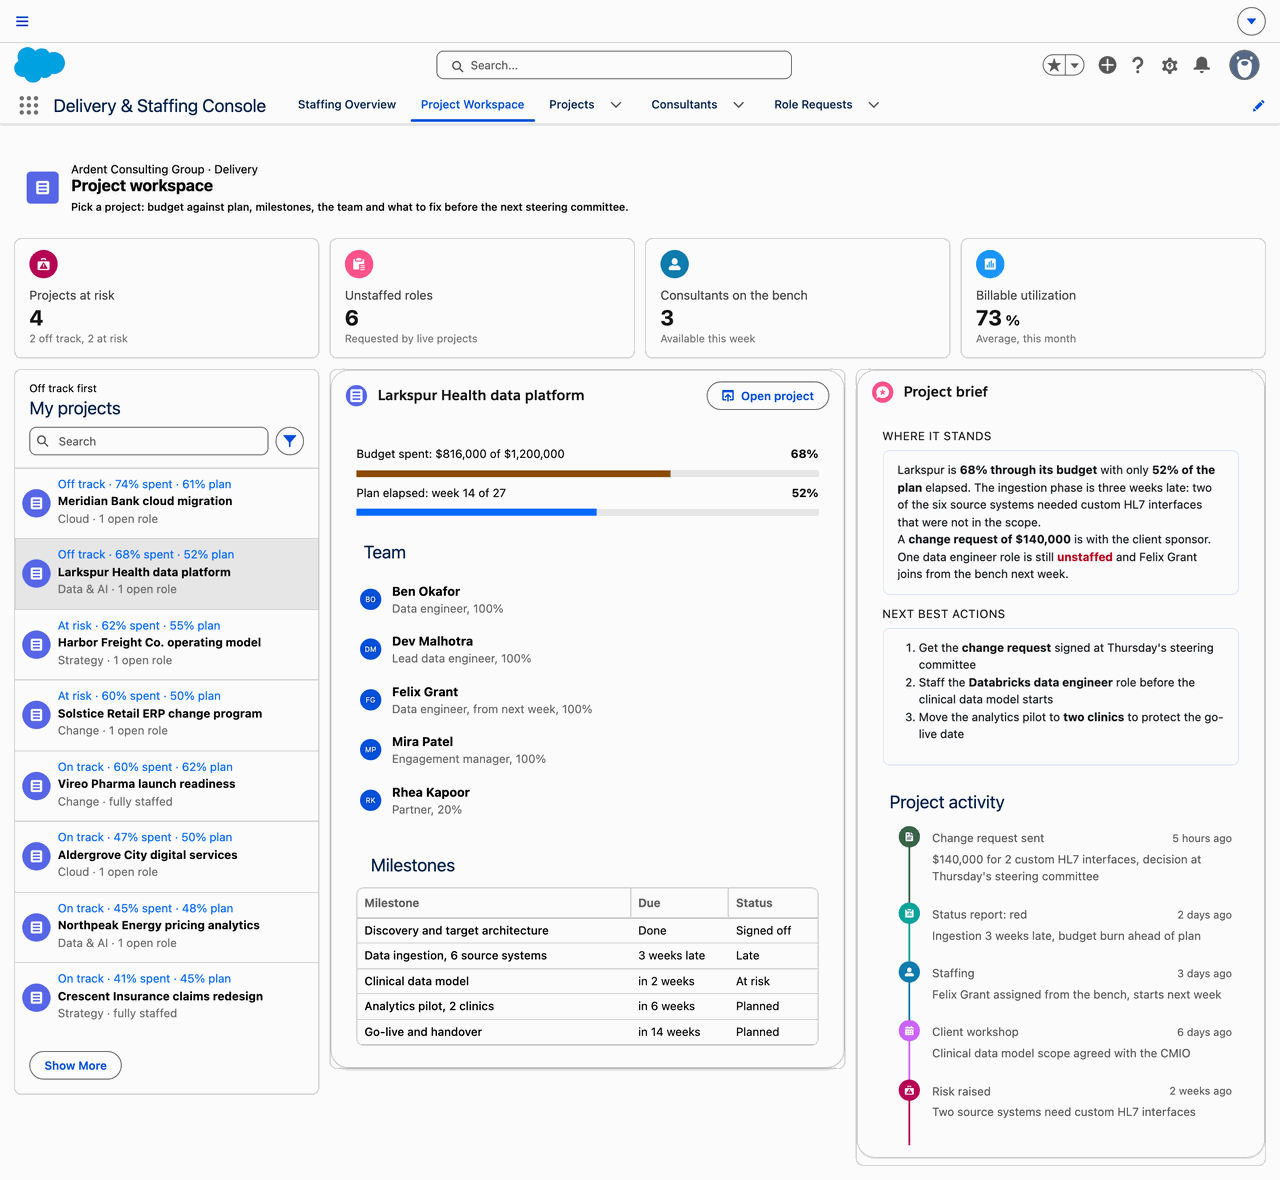 Search...
Delivery & Staffing Console
Staffing Overview
Project Workspace
Projects
Consultants
Role Requests
Ardent Consulting Group · Delivery
Project workspace
Pick a project: budget against plan, milestones, the team and what to fix before the next steering committee.
Projects at risk
4
2 off track, 2 at risk
Unstaffed roles
6
Requested by live projects
Consultants on the bench
3
Available this week
Billable utilization
73 %
Average, this month
Off track first
My projects
Search
Off track · 74% spent · 61% plan
Meridian Bank cloud migration
Cloud · 1 open role
Off track · 68% spent · 52% plan
Larkspur Health data platform
Data & AI · 1 open role
At risk · 62% spent · 55% plan
Harbor Freight Co. operating model
Strategy · 1 open role
At risk · 60% spent · 50% plan
Solstice Retail ERP change program
Change · 1 open role
On track · 60% spent · 62% plan
Vireo Pharma launch readiness
Change · fully staffed
On track · 47% spent · 50% plan
Aldergrove City digital services
Cloud · 1 open role
On track · 45% spent · 48% plan
Northpeak Energy pricing analytics
Data & AI · 1 open role
On track · 41% spent · 45% plan
Crescent Insurance claims redesign
Strategy · fully staffed
Show More
Larkspur Health data platform
Open project
Budget spent: $816,000 of $1,200,000 68%
Plan elapsed: week 14 of 27 52%
Team
BO
Ben Okafor
Data engineer, 100%
DM
Dev Malhotra
Lead data engineer, 100%
FG
Felix Grant
Data engineer, from next week, 100%
MP
Mira Patel
Engagement manager, 100%
RK
Rhea Kapoor
Partner, 20%
Milestones
Milestone Due Status
Discovery and target architecture Done Signed off
Data ingestion, 6 source systems 3 weeks late Late
Clinical data model in 2 weeks At risk
Analytics pilot, 2 clinics in 6 weeks Planned
Go-live and handover in 14 weeks Planned
Project brief
WHERE IT STANDS
Larkspur is 68% through its budget with only 52% of the
plan elapsed. The ingestion phase is three weeks late: two
of the six source systems needed custom HL7 interfaces
that were not in the scope.
A change request of $140,000 is with the client sponsor.
One data engineer role is still unstaffed and Felix Grant
joins from the bench next week.
NEXT BEST ACTIONS
1. Get the change request signed at Thursday's steering
committee
2. Staff the Databricks data engineer role before the
clinical data model starts
3. Move the analytics pilot to two clinics to protect the go-
live date
Project activity
Change request sent 5 hours ago
$140,000 for 2 custom HL7 interfaces, decision at
Thursday's steering committee
Status report: red 2 days ago
Ingestion 3 weeks late, budget burn ahead of plan
Staffing 3 days ago
Felix Grant assigned from the bench, starts next week
Client workshop 6 days ago
Clinical data model scope agreed with the CMIO
Risk raised 2 weeks ago
Two source systems need custom HL7 interfaces